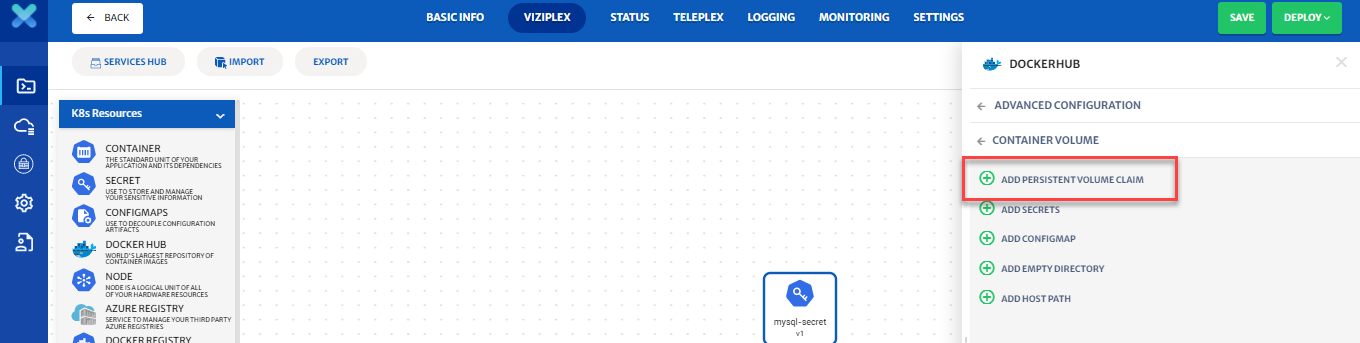 BACK
BASIC INFO
VIZIPLEX
STATUS
TELEPLEX
LOGGING
MONITORING
SETTINGS
SAVE
DEPLOY
SERVICES HUB
IMPORT
EXPORT
K8s Resources
CONTAINER
THE STANDARD UNIT OF YOUR
APPLICATION AND ITS DEPENDENCIES
SECRET
USE TO STORE AND MANAGE
YOUR SENSITIVE INFORMATION
CONFIGMAPS
USE TO DECOUPLE CONFIGURATION
ARTIFACTS
DOCKER HUB
WORLD'S LARGEST REPOSITORY OF
CONTAINER IMAGES
NODE
NODE IS A LOGICAL UNIT OF ALL
OF YOUR HARDWARE RESOURCES
AZURE REGISTRY
SERVICE TO MANAGE YOUR THIRD PARTY
AZURE REGISTRIES
DOCKER REGISTRY
mysql-secret
v1
DOCKERHUB
ADVANCED CONFIGURATION
CONTAINER VOLUME
ADD PERSISTENT VOLUME CLAIM
ADD SECRETS
ADD CONFIGMAP
ADD EMPTY DIRECTORY
ADD HOST PATH